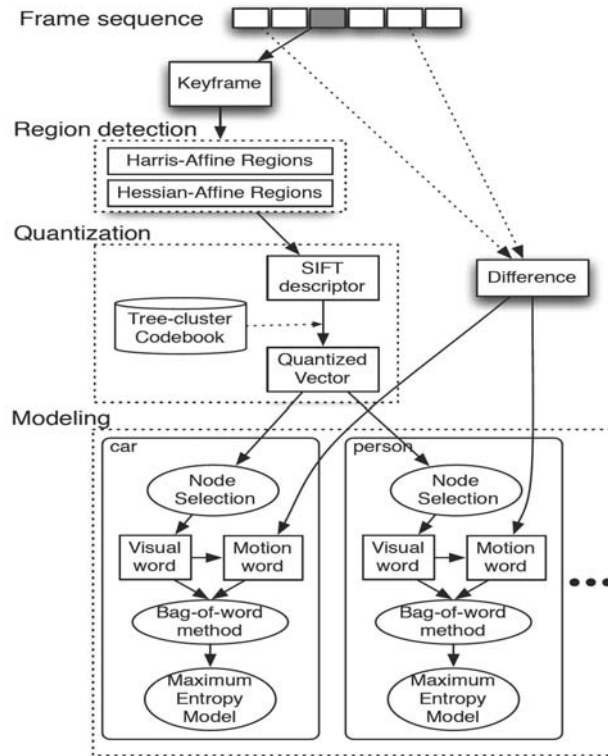 Frame sequence
Keyframe
Region detection
Harris-Affine Regions
Hessian-Affine Regions
Quantization
SIFT
descriptor
Difference
Tree-cluster
Codebook
Quantized
Vector
Modeling
car
Node
Selection
Visual
word
Motion
word
Bag-of-word
method
Maximum
Entropy
Model
person
Node
Selection
Visual
word
Motion
word
Bag-of-word
method
Maximum
Entropy
Model